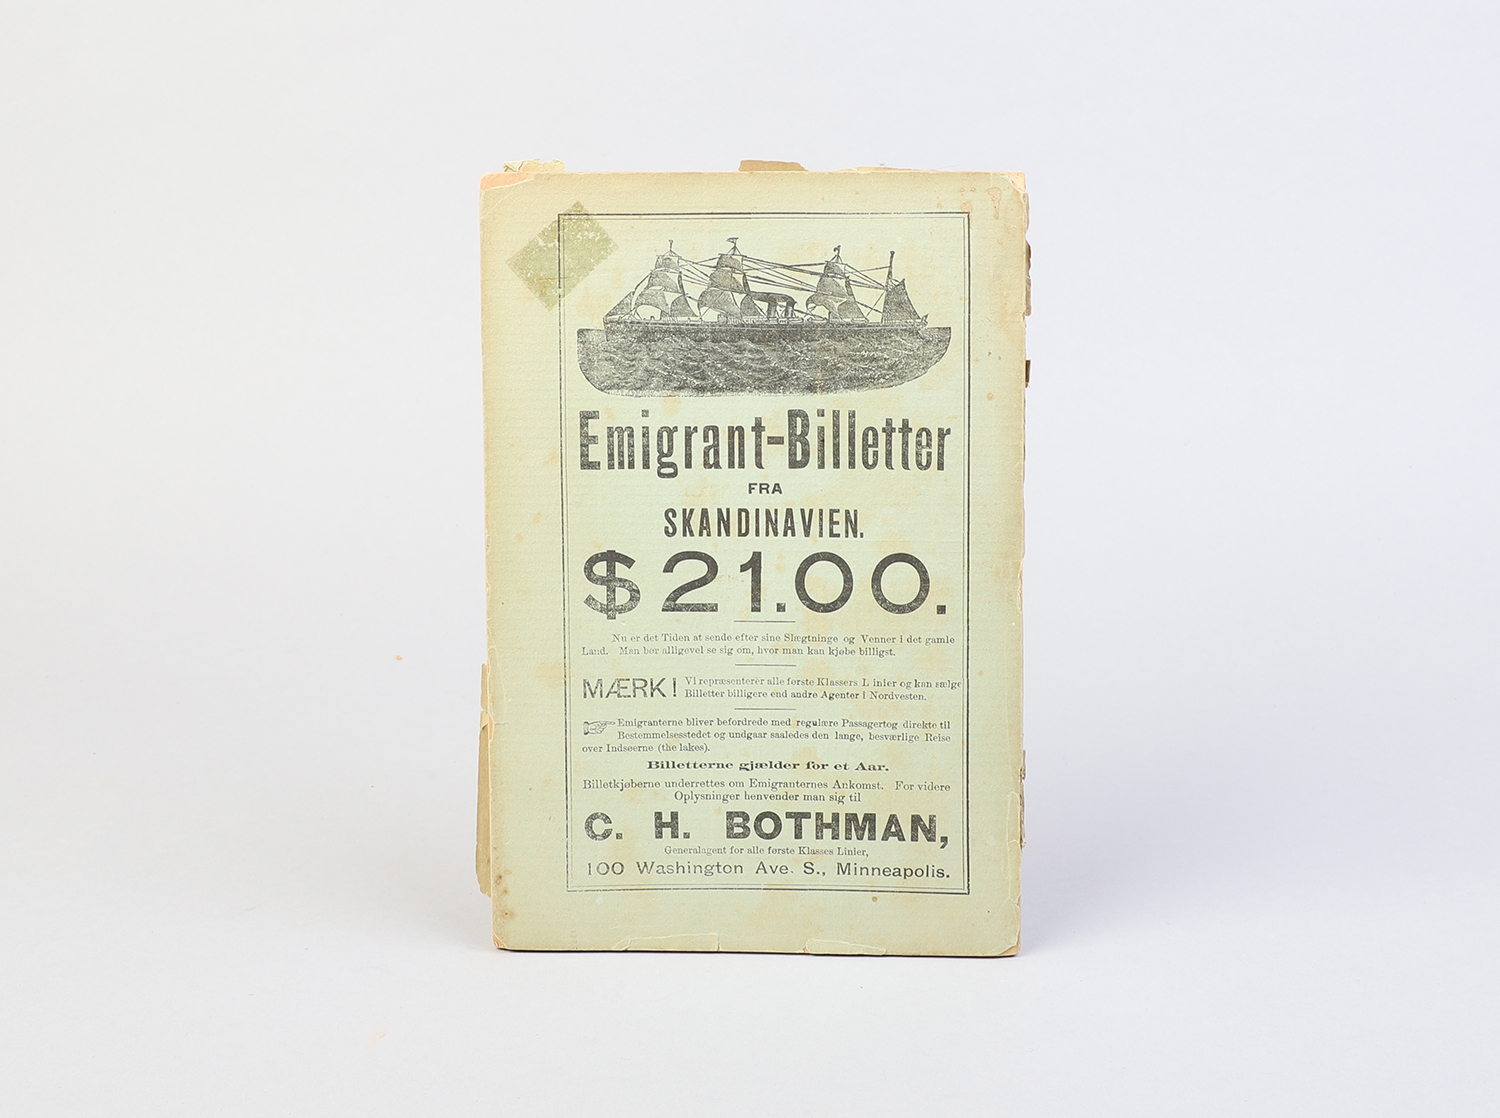 Emigrant-Billetter
FRA
SKANDINAVIEN.
$21.00.
Nu er det Tiden at sende efter sine Slægtninge og Venner i det gamle
Land. Man bør alligevel se sig om, hvor man kan kjøbe billigst.
MÆRK! Vi repræsenterer alle første Klassers L inier og kan sælge
Billetter billigere end andre Agenter i Nordvesten.
☞ Emigranterne bliver befordrede med regulære Passagertog direkte til
Bestemmelsesstedet og undgaar saaledes den lange, besværlige Reise
over Indsøerne (the lakes).
Billetterne gjælder for et Aar.
Billetkjøberne underrettes om Emigranternes Ankomst. For videre
Oplysninger henvender man sig til
C. H. BOTHMAN,
Generalagent for alle første Klasses Linier,
100 Washington Ave. S., Minneapolis.